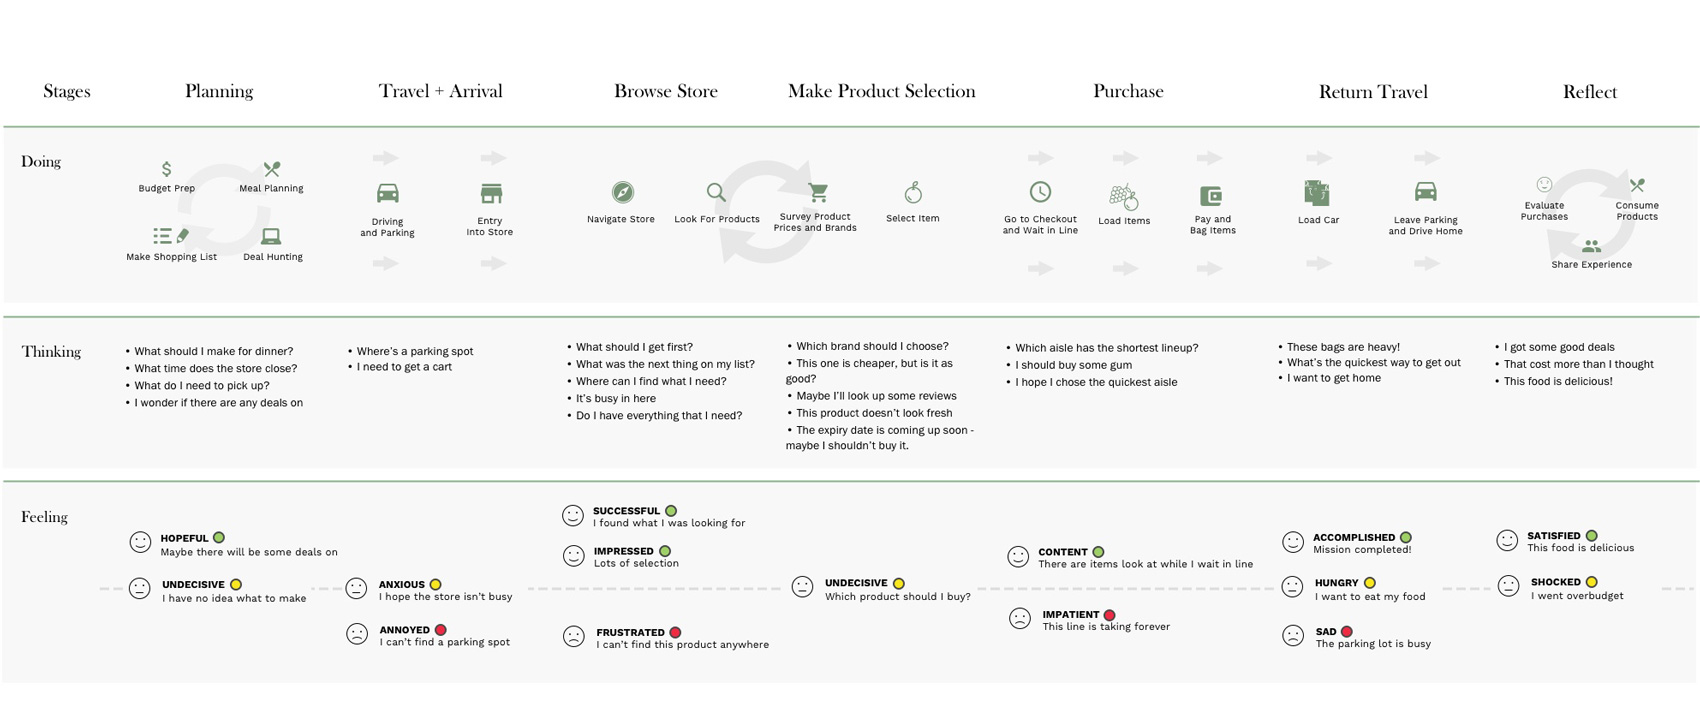 Stages
Planning
Travel + Arrival
Browse Store
Make Product Selection
Purchase
Return Travel
Reflect
Doing
Budget Prep
Meal Planning
Make Shopping List
Deal Hunting
Driving
and Parking
Entry
Into Store
Navigate Store
Look For Products
Survey Product
Prices and Brands
Select Item
Go to Checkout
and Wait in Line
Load Items
Pay and
Bag Items
Load Car
Leave Parking
and Drive Home
Evaluate
Purchases
Consume
Products
Share Experience
Thinking
• What should I make for dinner?
• What time does the store close?
• What do I need to pick up?
• I wonder if there are any deals on
• Where's a parking spot
• I need to get a cart
• What should I get first?
• What was the next thing on my list?
• Where can I find what I need?
• It's busy in here
• Do I have everything that I need?
• Which brand should I choose?
• This one is cheaper, but is it as
good?
• Maybe I'll look up some reviews
• This product doesn't look fresh
• The expiry date is coming up soon -
maybe I shouldn't buy it.
• Which aisle has the shortest lineup?
• I should buy some gum
• I hope I chose the quickest aisle
• These bags are heavy!
• What's the quickest way to get out
• I want to get home
• I got some good deals
• That cost more than I thought
• This food is delicious!
Feeling
HOPEFUL
Maybe there will be some deals on
UNDECISIVE
I have no idea what to make
ANXIOUS
I hope the store isn't busy
ANNOYED
I can't find a parking spot
SUCCESSFUL
I found what I was looking for
IMPRESSED
Lots of selection
FRUSTRATED
I can't find this product anywhere
UNDECISIVE
Which product should I buy?
CONTENT
There are items look at while I wait in line
IMPATIENT
This line is taking forever
ACCOMPLISHED
Mission completed!
HUNGRY
I want to eat my food
SAD
The parking lot is busy
SATISFIED
This food is delicious
SHOCKED
I went overbudget